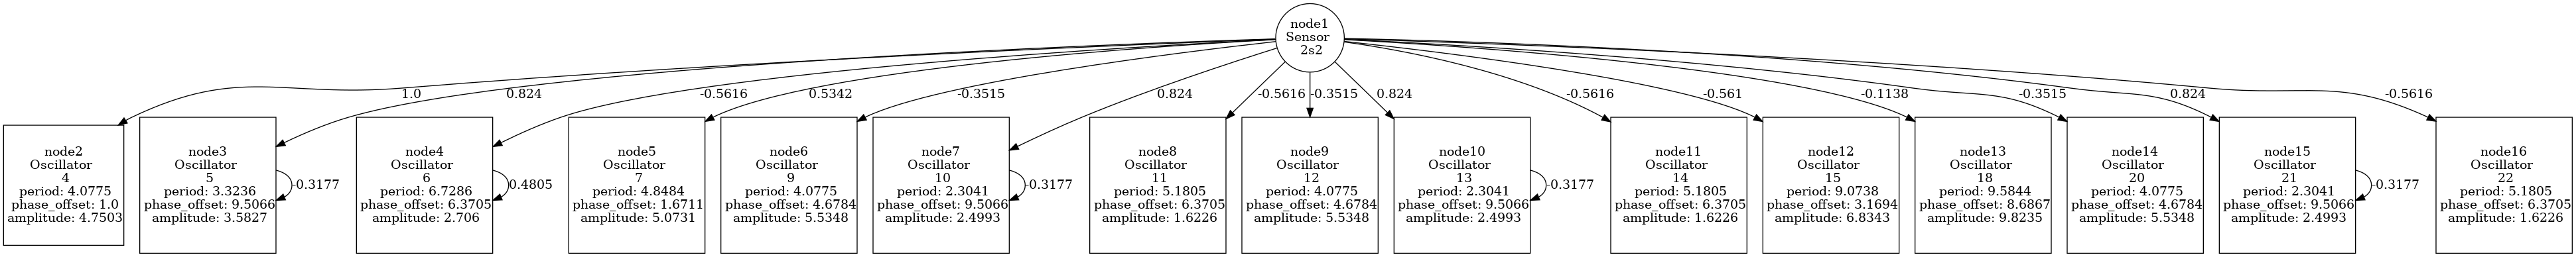 node1
Sensor
2s2
1.0
0.824
-0.5616
0.5342
-0.3515
0.824
-0.5616
-0.3515
0.824
-0.5616
-0.561
-0.1138
-0.3515
0.824
-0.5616
node2
Oscillator
4
period: 4.0775
phase_offset: 1.0
amplitude: 4.7503
node3
Oscillator
5
period: 3.3236
phase_offset: 9.5066
amplitude: 3.5827
-0.3177
node4
Oscillator
6
period: 6.7286
phase_offset: 6.3705
amplitude: 2.706
0.4805
node5
Oscillator
7
period: 4.8484
phase_offset: 1.6711
amplitude: 5.0731
node6
Oscillator
9
period: 4.0775
phase_offset: 4.6784
amplitude: 5.5348
node7
Oscillator
10
period: 2.3041
phase_offset: 9.5066
amplitude: 2.4993
-0.3177
node8
Oscillator
11
period: 5.1805
phase_offset: 6.3705
amplitude: 1.6226
node9
Oscillator
12
period: 4.0775
phase_offset: 4.6784
amplitude: 5.5348
node10
Oscillator
13
period: 2.3041
phase_offset: 9.5066
amplitude: 2.4993
-0.3177
node11
Oscillator
14
period: 5.1805
phase_offset: 6.3705
amplitude: 1.6226
node12
Oscillator
15
period: 9.0738
phase_offset: 3.1694
amplitude: 6.8343
node13
Oscillator
18
period: 9.5844
phase_offset: 8.6867
amplitude: 9.8235
node14
Oscillator
20
period: 4.0775
phase_offset: 4.6784
amplitude: 5.5348
node15
Oscillator
21
period: 2.3041
phase_offset: 9.5066
amplitude: 2.4993
-0.3177
node16
Oscillator
22
period: 5.1805
phase_offset: 6.3705
amplitude: 1.6226